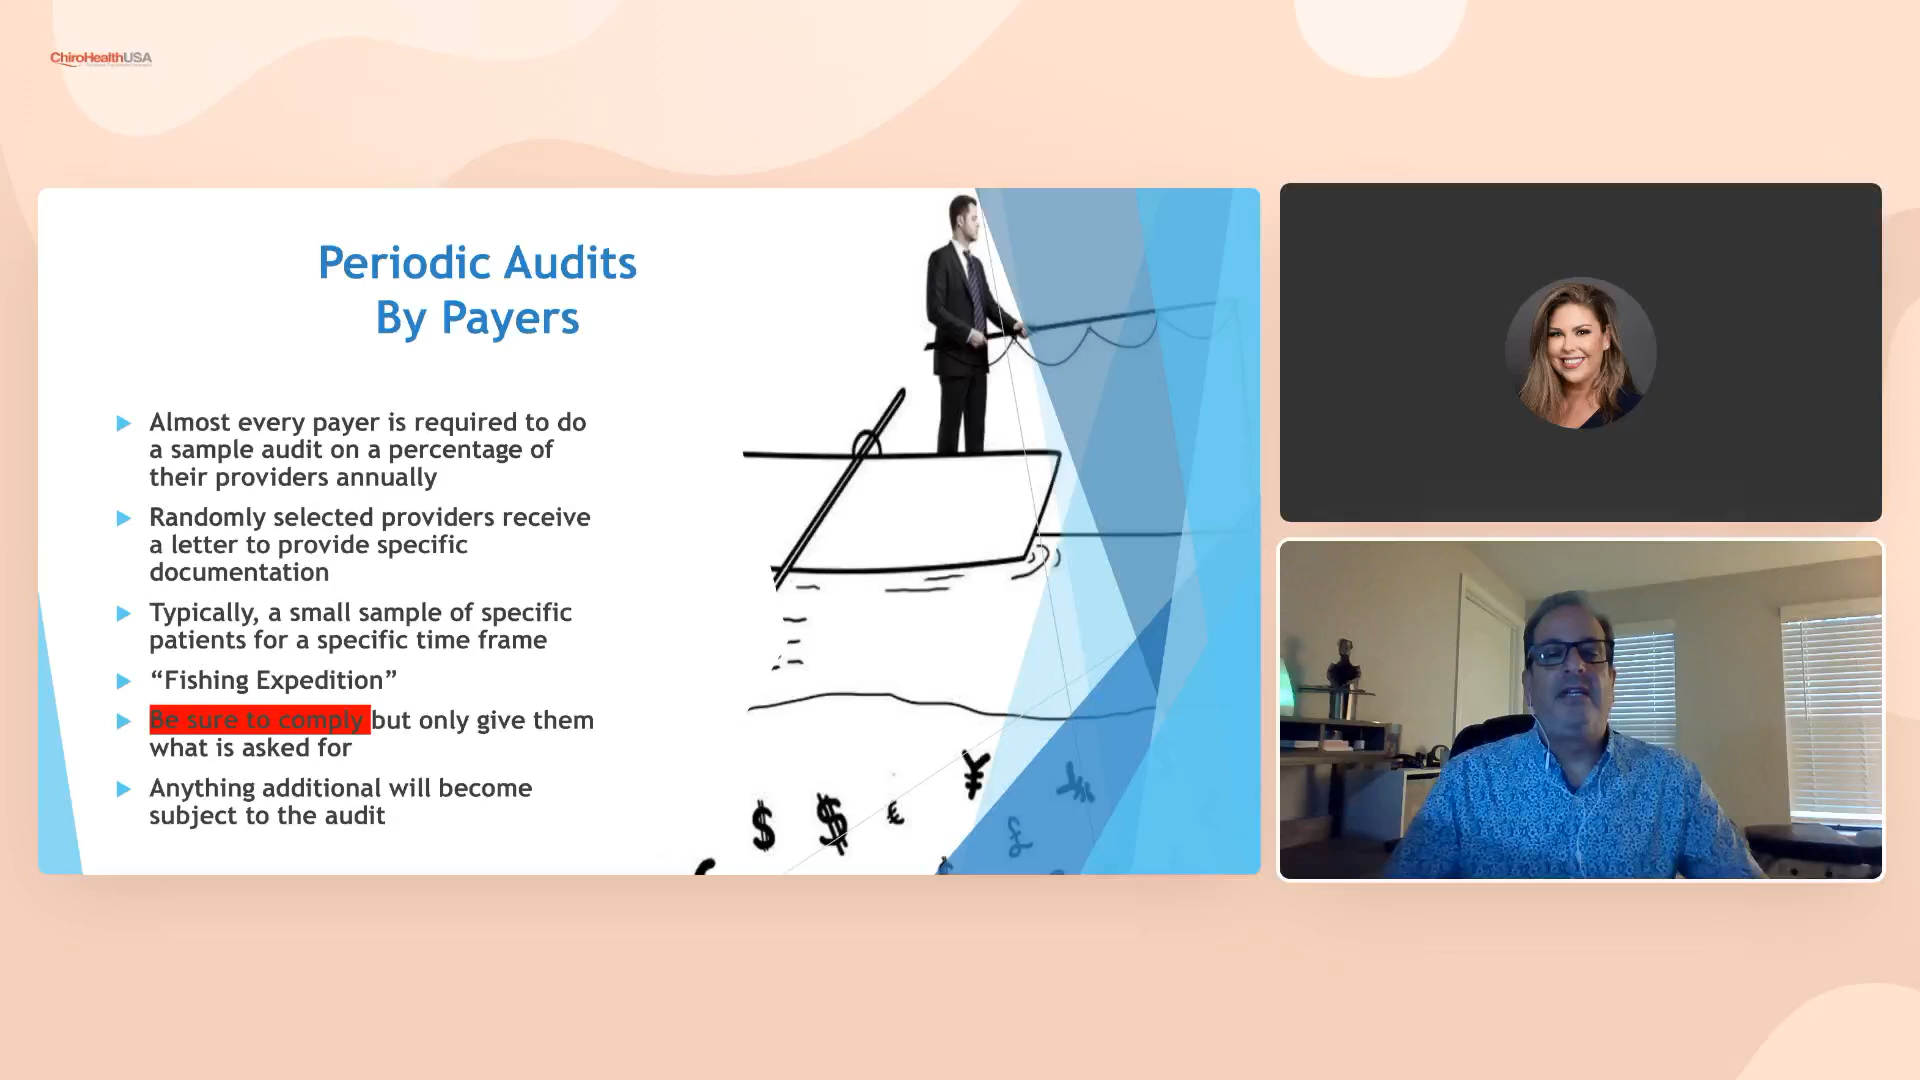 ChiroHealthUSA
Periodic Audits
By Payers
Almost every payer is required to do
a sample audit on a percentage of
their providers annually
Randomly selected providers receive
a letter to provide specific
documentation
Typically, a small sample of specific
patients for a specific time frame
“Fishing Expedition”
Be sure to comply but only give them
what is asked for
Anything additional will become
subject to the audit
$ $ € ¥ £